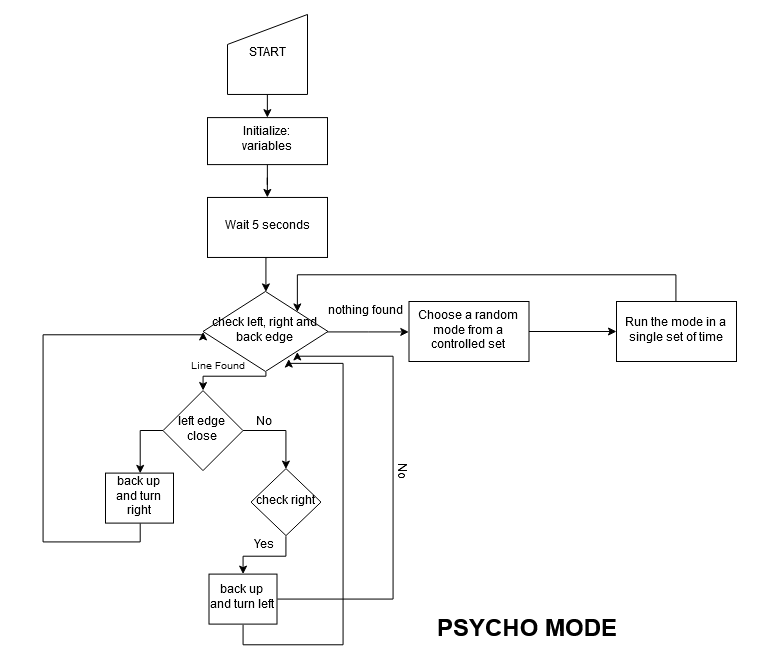 START
Initialize:
variables
Wait 5 seconds
check left, right and
back edge
nothing found
Choose a random
mode from a
controlled set
Run the mode in a
single set of time
Line Found
left edge
close
No
back up
and turn
right
check right
No
Yes
back up
and turn left
PSYCHO MODE